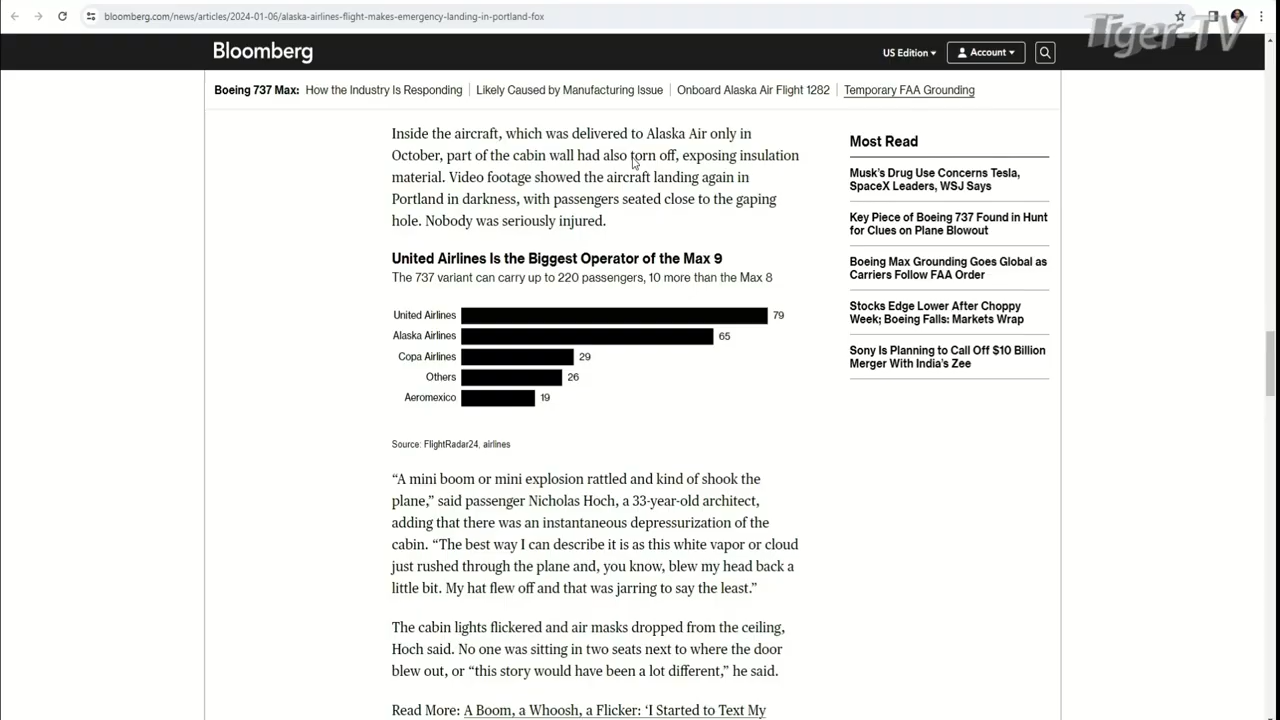 bloomberg.com/news/articles/2024-01-06/alaska-airlines-flight-makes-emergency-landing-in-portland-fox
Tiger-TV
Bloomberg
US Edition
Account
Boeing 737 Max: How the Industry Is Responding | Likely Caused by Manufacturing Issue | Onboard Alaska Air Flight 1282 | Temporary FAA Grounding
Inside the aircraft, which was delivered to Alaska Air only in
October, part of the cabin wall had also torn off, exposing insulation
material. Video footage showed the aircraft landing again in
Portland in darkness, with passengers seated close to the gaping
hole. Nobody was seriously injured.
United Airlines Is the Biggest Operator of the Max 9
The 737 variant can carry up to 220 passengers, 10 more than the Max 8
United Airlines 79
Alaska Airlines 65
Copa Airlines 29
Others 26
Aeromexico 19
Source: FlightRadar24, airlines
“A mini boom or mini explosion rattled and kind of shook the
plane,” said passenger Nicholas Hoch, a 33-year-old architect,
adding that there was an instantaneous depressurization of the
cabin. “The best way I can describe it is as this white vapor or cloud
just rushed through the plane and, you know, blew my head back a
little bit. My hat flew off and that was jarring to say the least.”
The cabin lights flickered and air masks dropped from the ceiling,
Hoch said. No one was sitting in two seats next to where the door
blew out, or “this story would have been a lot different,” he said.
Read More: A Boom, a Whoosh, a Flicker: ‘I Started to Text My
Most Read
Musk’s Drug Use Concerns Tesla,
SpaceX Leaders, WSJ Says
Key Piece of Boeing 737 Found in Hunt
for Clues on Plane Blowout
Boeing Max Grounding Goes Global as
Carriers Follow FAA Order
Stocks Edge Lower After Choppy
Week; Boeing Falls: Markets Wrap
Sony Is Planning to Call Off $10 Billion
Merger With India’s Zee